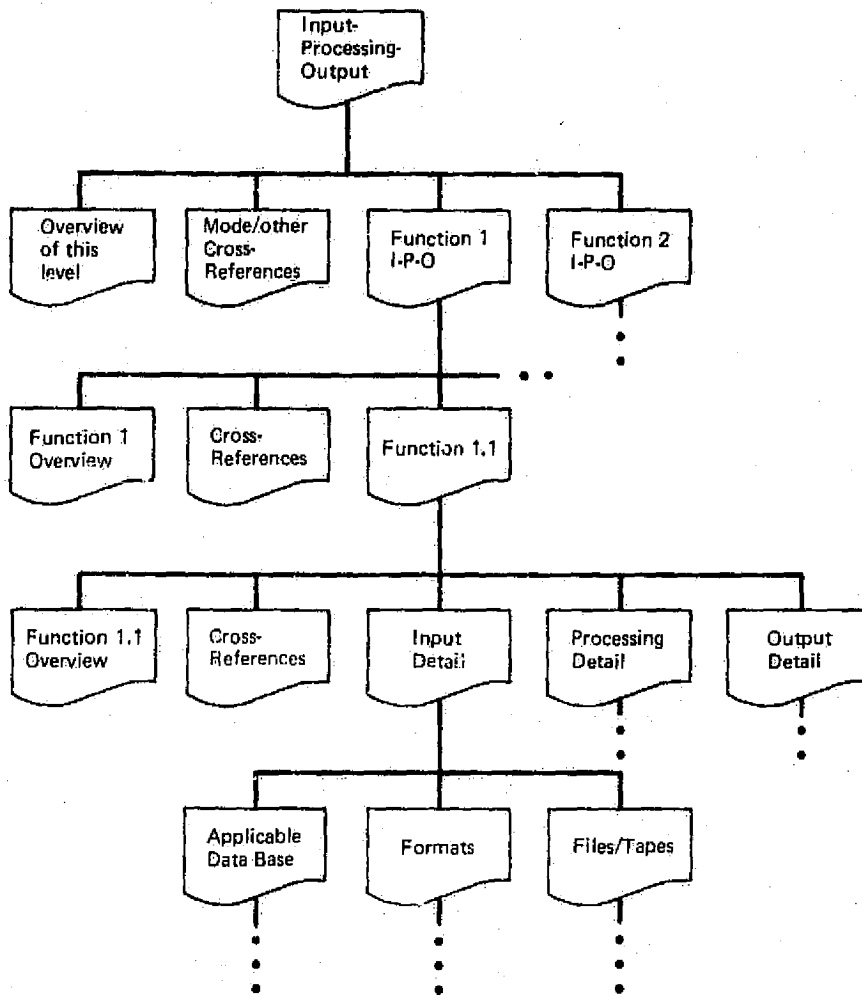 Input-
Processing-
Output
Overview
of this
level
Mode/other
Cross-
References
Function 1
I-P-O
Function 2
I-P-O
Function 1
Overview
Cross-
References
Function 1.1
Function 1.1
Overview
Cross-
References
Input
Detail
Processing
Detail
Output
Detail
Applicable
Data Base
Formats
Files/Tapes